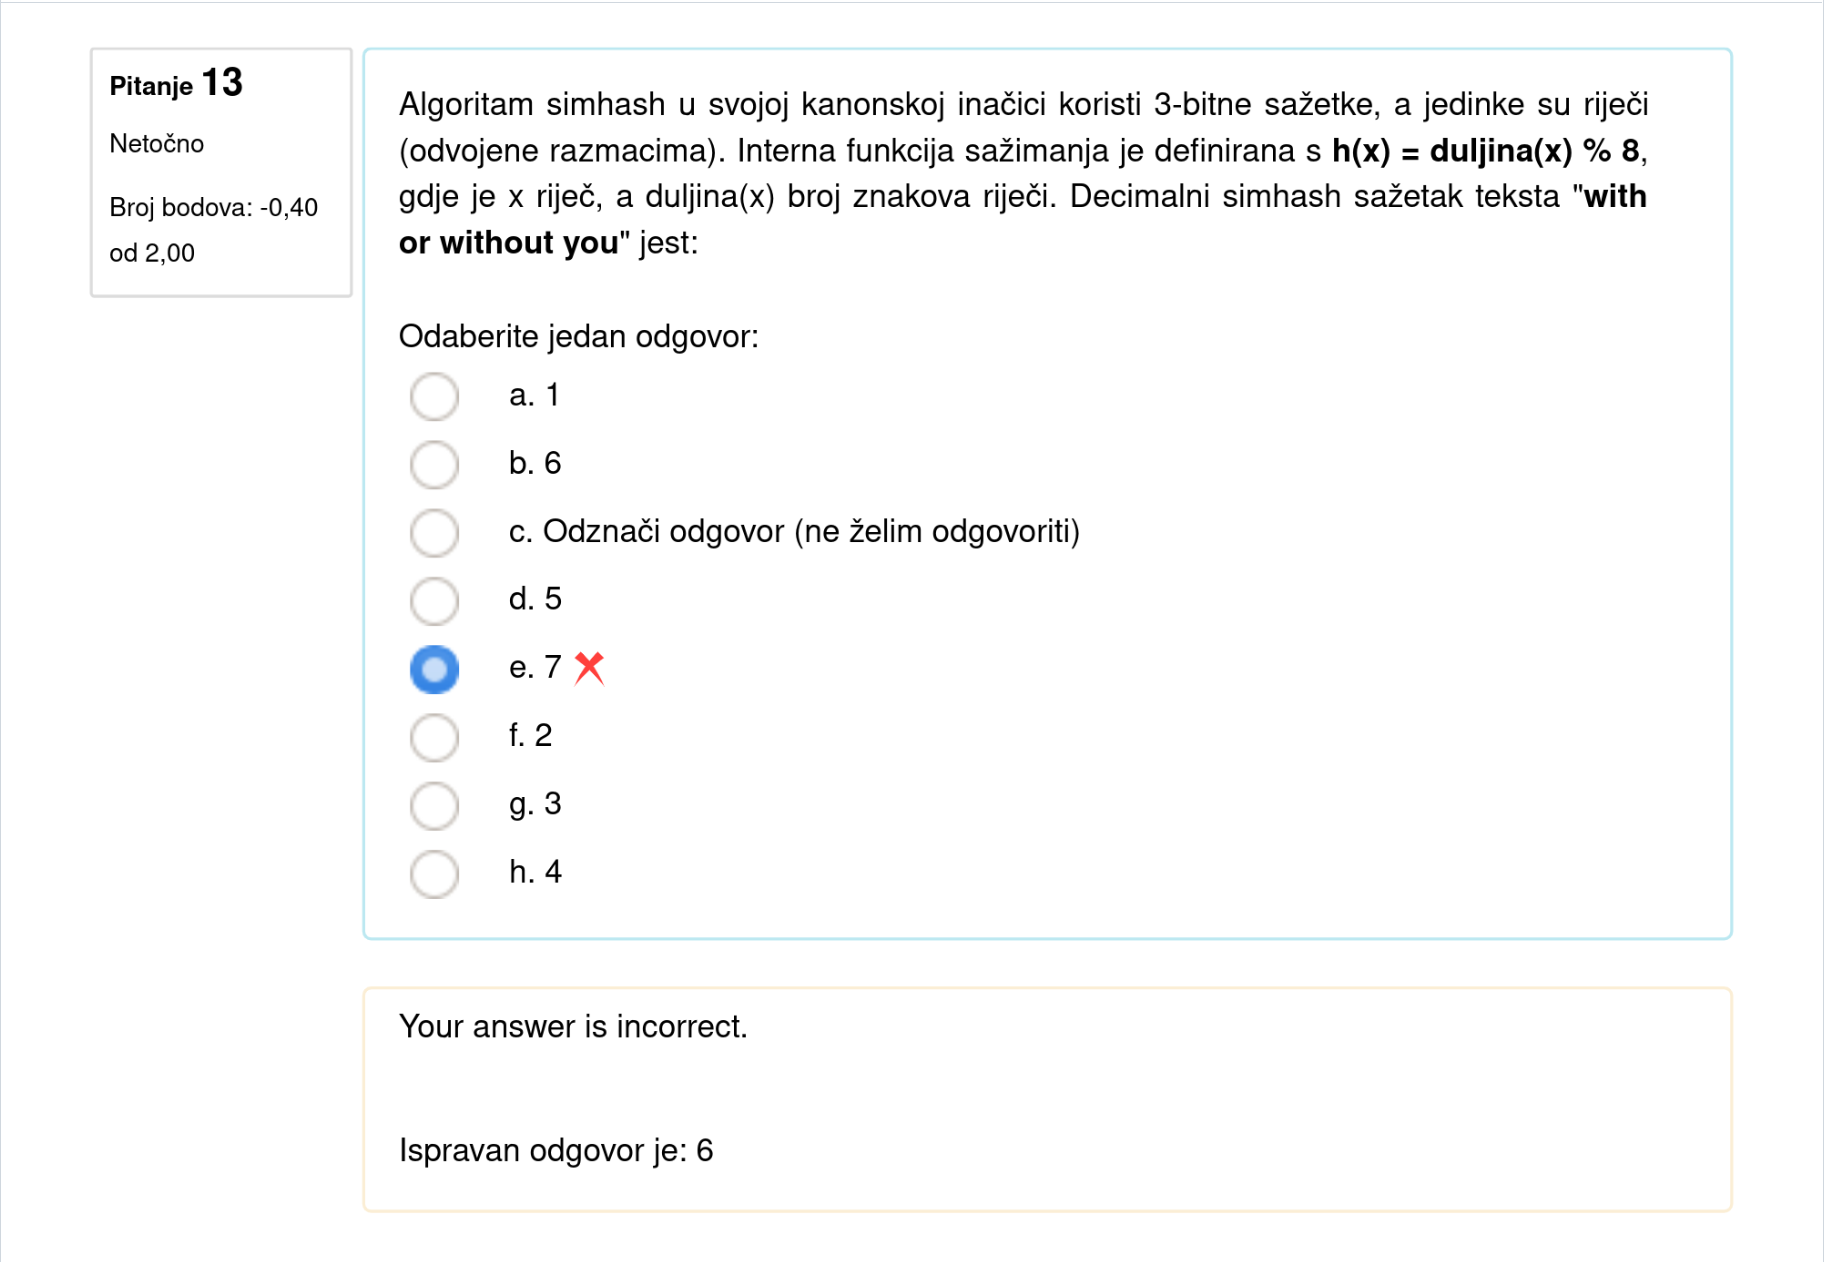 Pitanje 13
Netočno
Broj bodova: -0,40
od 2,00
Algoritam simhash u svojoj kanonskoj inačici koristi 3-bitne sažetke, a jedinke su riječi
(odvojene razmacima). Interna funkcija sažimanja je definirana s h(x) = duljina(x) % 8,
gdje je x riječ, a duljina(x) broj znakova riječi. Decimalni simhash sažetak teksta "with
or without you" jest:
Odaberite jedan odgovor:
a. 1
b. 6
c. Odznači odgovor (ne želim odgovoriti)
d. 5
e. 7
f. 2
g. 3
h. 4
Your answer is incorrect.
Ispravan odgovor je: 6